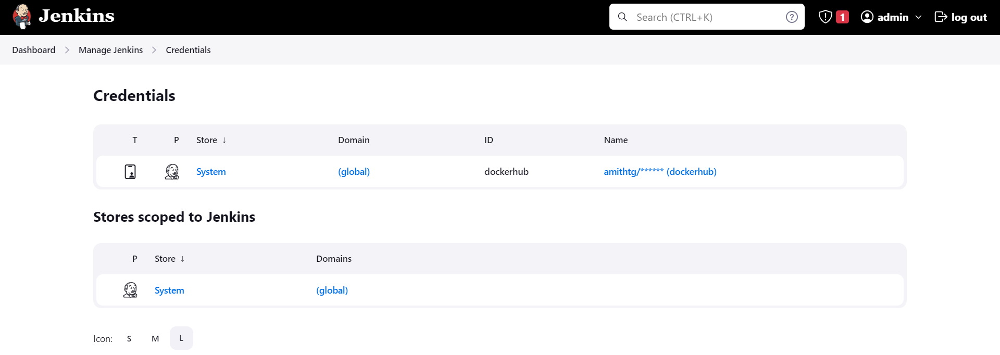 Jenkins
Search (CTRL+K) ?
! 1
admin
log out
Dashboard > Manage Jenkins > Credentials
Credentials
T P Store ↓ Domain ID Name
System (global) dockerhub amithtg/****** (dockerhub)
Stores scoped to Jenkins
P Store ↓ Domains
System (global)
Icon: S M L